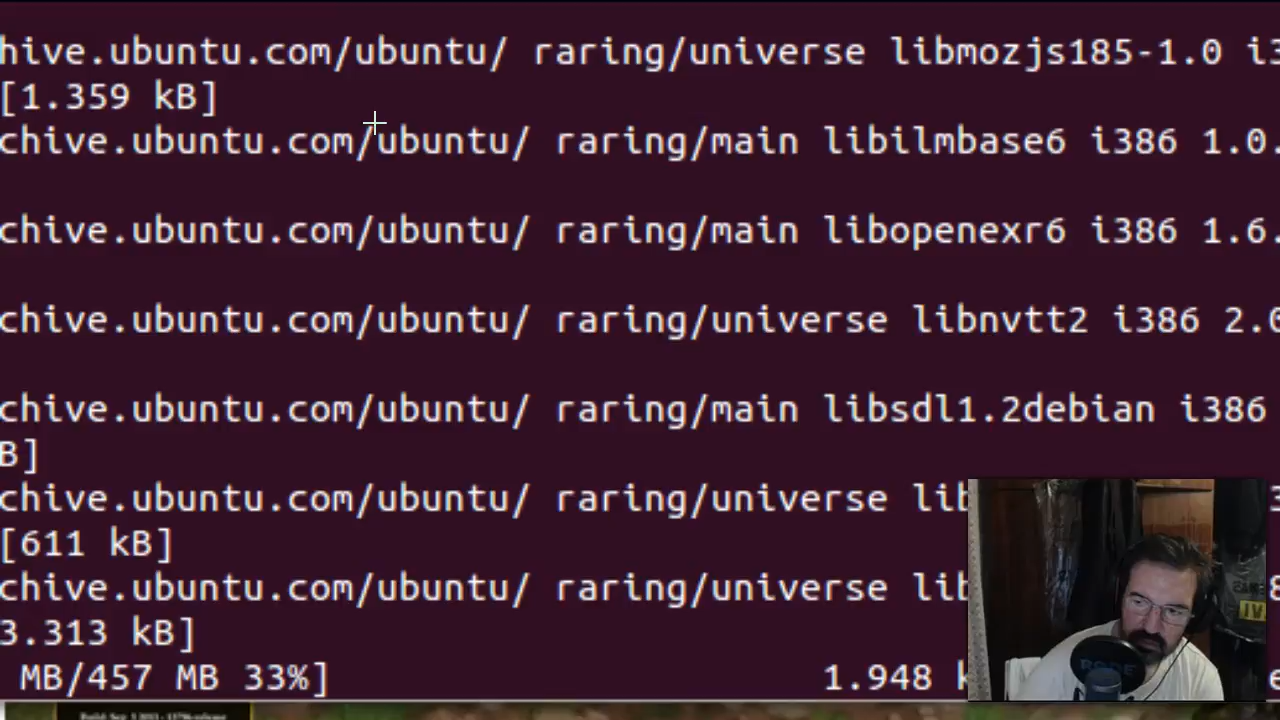 hive.ubuntu.com/ubuntu/ raring/universe libmozjs185-1.0
[1.359 kB]
chive.ubuntu.com/ubuntu/ raring/main libilmbase6 i386 1.0.
chive.ubuntu.com/ubuntu/ raring/main libopenexr6 i386 1.6.
chive.ubuntu.com/ubuntu/ raring/universe libnvtt2 i386 2.0
chive.ubuntu.com/ubuntu/ raring/main libsdl1.2debian i386
B]
chive.ubuntu.com/ubuntu/ raring/universe lib
[611 kB]
chive.ubuntu.com/ubuntu/ raring/universe lib
3.313 kB]
MB/457 MB 33%] 1.948
RODE